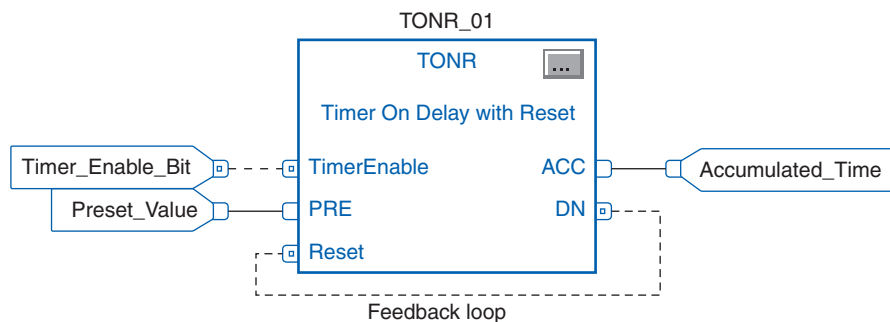 TONR_01
TONR
...
Timer On Delay with Reset
Timer_Enable_Bit
TimerEnable
ACC
Accumulated_Time
Preset_Value
PRE
DN
Reset
Feedback loop